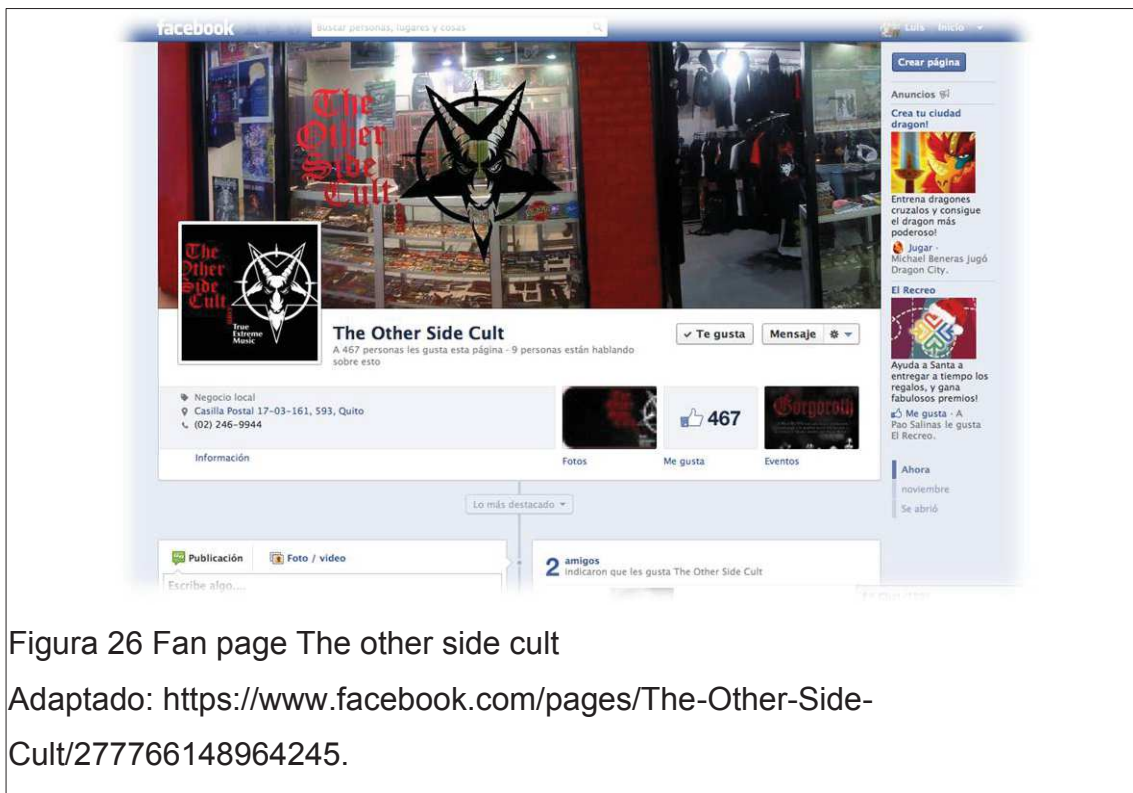 facebook
Buscar personas, lugares y cosas
Luis Inicio
The
Other
Side
Cult
The
Other
Side
Cult
True
Extreme
Music
The Other Side Cult
A 467 personas les gusta esta página · 9 personas están hablando
sobre esto
✓ Te gusta
Mensaje
Negocio local
Casilla Postal 17-03-161, 593, Quito
(02) 246-9944
Información
Fotos
467
Me gusta
Gorgoroth
Eventos
Lo más destacado
Publicación
Foto / video
Escribe algo....
2 amigos
indicaron que les gusta The Other Side Cult
Crear página
Anuncios
Crea tu ciudad
dragon!
Entrena dragones
cruzalos y consigue
el dragon más
poderoso!
Jugar ·
Michael Beneras jugó
Dragon City.
El Recreo
Ayuda a Santa a
entregar a tiempo los
regalos, y gana
fabulosos premios!
Me gusta · A
Pao Salinas le gusta
El Recreo.
Ahora
noviembre
Se abrió
Figura 26 Fan page The other side cult
Adaptado: https://www.facebook.com/pages/The-Other-Side-
Cult/277766148964245.